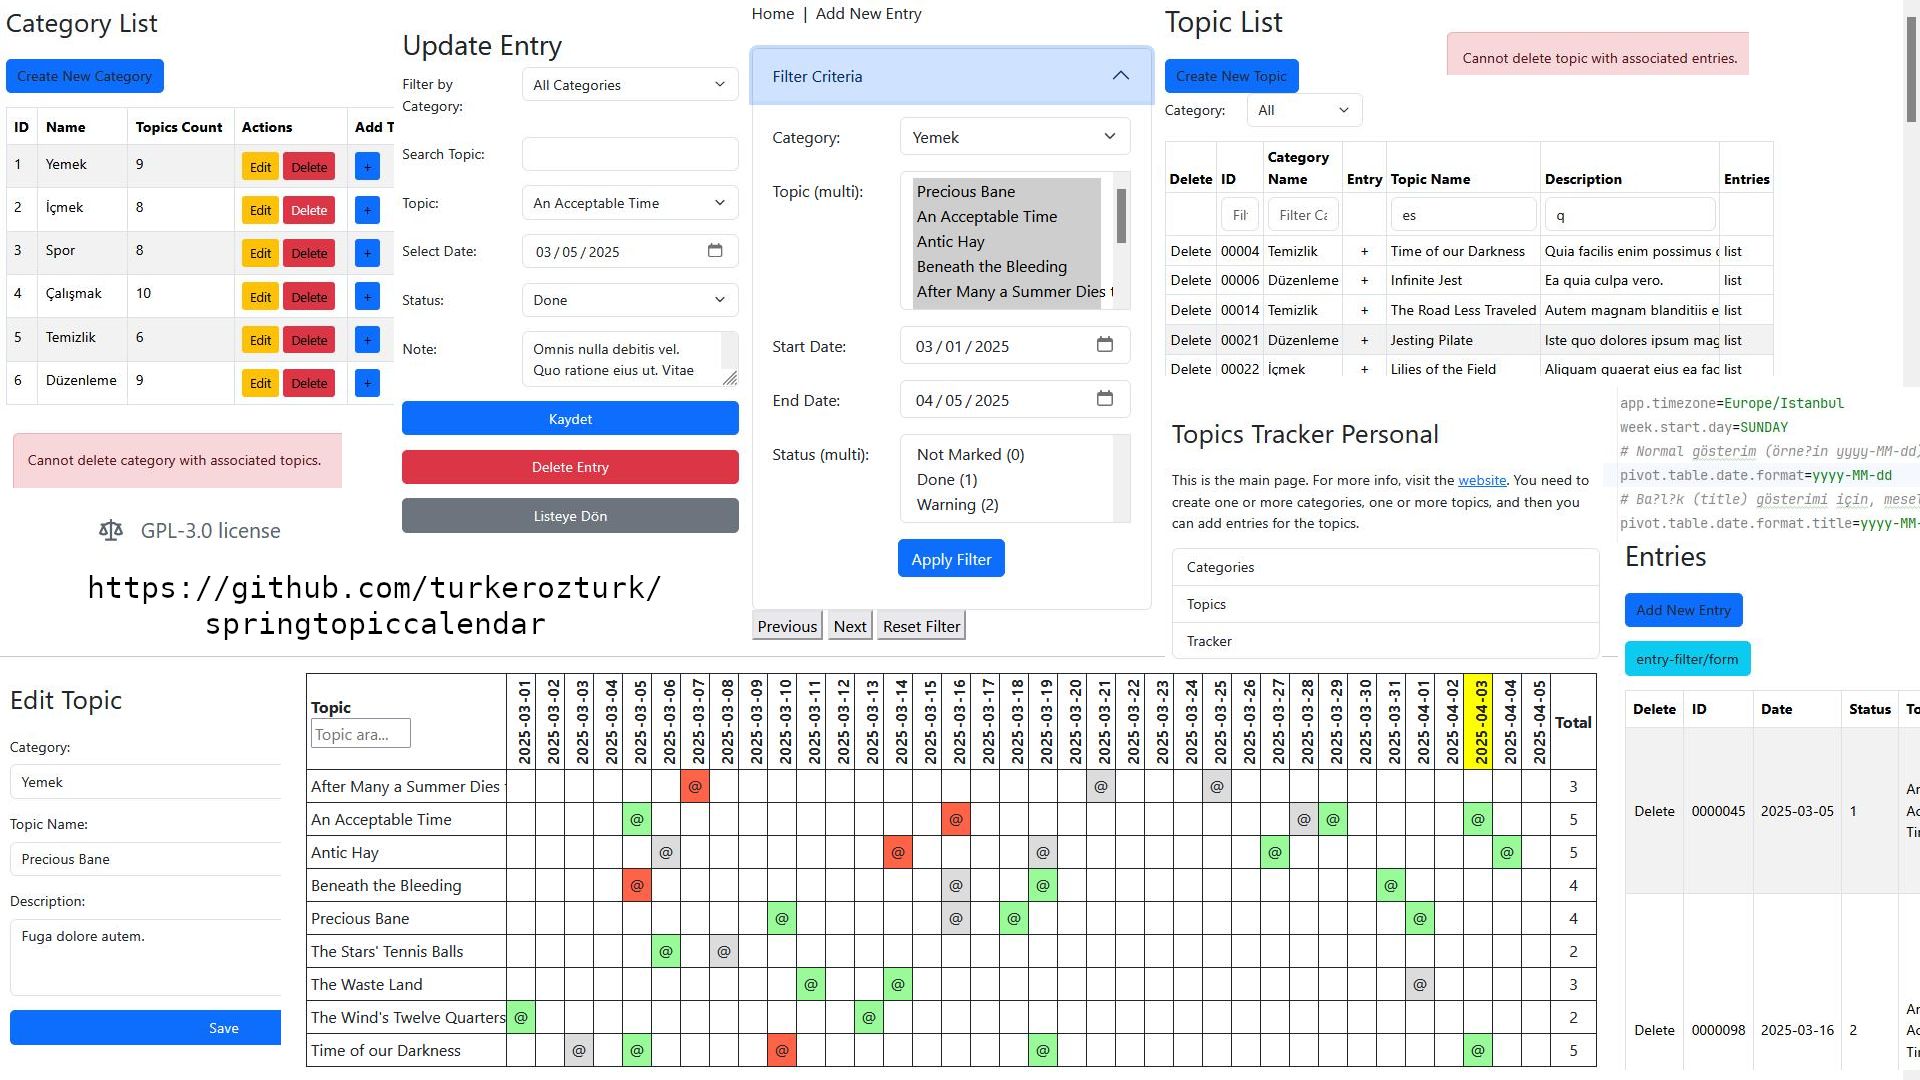 Category List
Create New Category
ID Name Topics Count Actions Add T
1 Yemek 9 Edit Delete +
2 İçmek 8 Edit Delete +
3 Spor 8 Edit Delete +
4 Çalışmak 10 Edit Delete +
5 Temizlik 6 Edit Delete +
6 Düzenleme 9 Edit Delete +
Cannot delete category with associated topics.
GPL-3.0 license
https://github.com/turkerozturk/
springtopiccalendar
Update Entry
Filter by
Category:
All Categories
Search Topic:
Topic: An Acceptable Time
Select Date: 03/05/2025
Status: Done
Note: Omnis nulla debitis vel.
Quo ratione eius ut. Vitae
Kaydet
Delete Entry
Listeye Dön
Home | Add New Entry
Filter Criteria
Category: Yemek
Topic (multi): Precious Bane
An Acceptable Time
Antic Hay
Beneath the Bleeding
After Many a Summer Dies t
Start Date: 03/01/2025
End Date: 04/05/2025
Status (multi): Not Marked (0)
Done (1)
Warning (2)
Apply Filter
Previous Next Reset Filter
Topic List
Cannot delete topic with associated entries.
Create New Topic
Category: All
Delete ID Category Name Entry Topic Name Description Entries
Fil Filter Ca es q
Delete 00004 Temizlik + Time of our Darkness Quia facilis enim possimus c list
Delete 00006 Düzenleme + Infinite Jest Ea quia culpa vero. list
Delete 00014 Temizlik + The Road Less Traveled Autem magnam blanditiis e list
Delete 00021 Düzenleme + Jesting Pilate Iste quo dolores ipsum mag list
Delete 00022 İçmek + Lilies of the Field Aliquam quaerat eius ea fac list
Topics Tracker Personal
This is the main page. For more info, visit the website. You need to
create one or more categories, one or more topics, and then you
can add entries for the topics.
Categories
Topics
Tracker
app.timezone=Europe/Istanbul
week.start.day=SUNDAY
# Normal gösterim (örne?in yyyy-MM-dd)
pivot.table.date.format=yyyy-MM-dd
# Ba?l?k (title) gösterimi için, mesel
pivot.table.date.format.title=yyyy-MM-
Entries
Add New Entry
entry-filter/form
Delete ID Date Status To
Delete 0000045 2025-03-05 1 An
Ac
Tin
Delete 0000098 2025-03-16 2 An
Ac
Tin
Edit Topic
Category:
Yemek
Topic Name:
Precious Bane
Description:
Fuga dolore autem.
Save
Topic 2025-03-01 2025-03-02 2025-03-03 2025-03-04 2025-03-05 2025-03-06 2025-03-07 2025-03-08 2025-03-09 2025-03-10 2025-03-11 2025-03-12 2025-03-13 2025-03-14 2025-03-15 2025-03-16 2025-03-17 2025-03-18 2025-03-19 2025-03-20 2025-03-21 2025-03-22 2025-03-23 2025-03-24 2025-03-25 2025-03-26 2025-03-27 2025-03-28 2025-03-29 2025-03-30 2025-03-31 2025-04-01 2025-04-02 2025-04-03 2025-04-04 2025-04-05 Total
Topic ara...
After Many a Summer Dies @ @ @ 3
An Acceptable Time @ @ @ @ @ 5
Antic Hay @ @ @ @ @ 5
Beneath the Bleeding @ @ @ @ 4
Precious Bane @ @ @ @ 4
The Stars' Tennis Balls @ @ 2
The Waste Land @ @ @ 3
The Wind's Twelve Quarters @ @ 2
Time of our Darkness @ @ @ @ @ 5